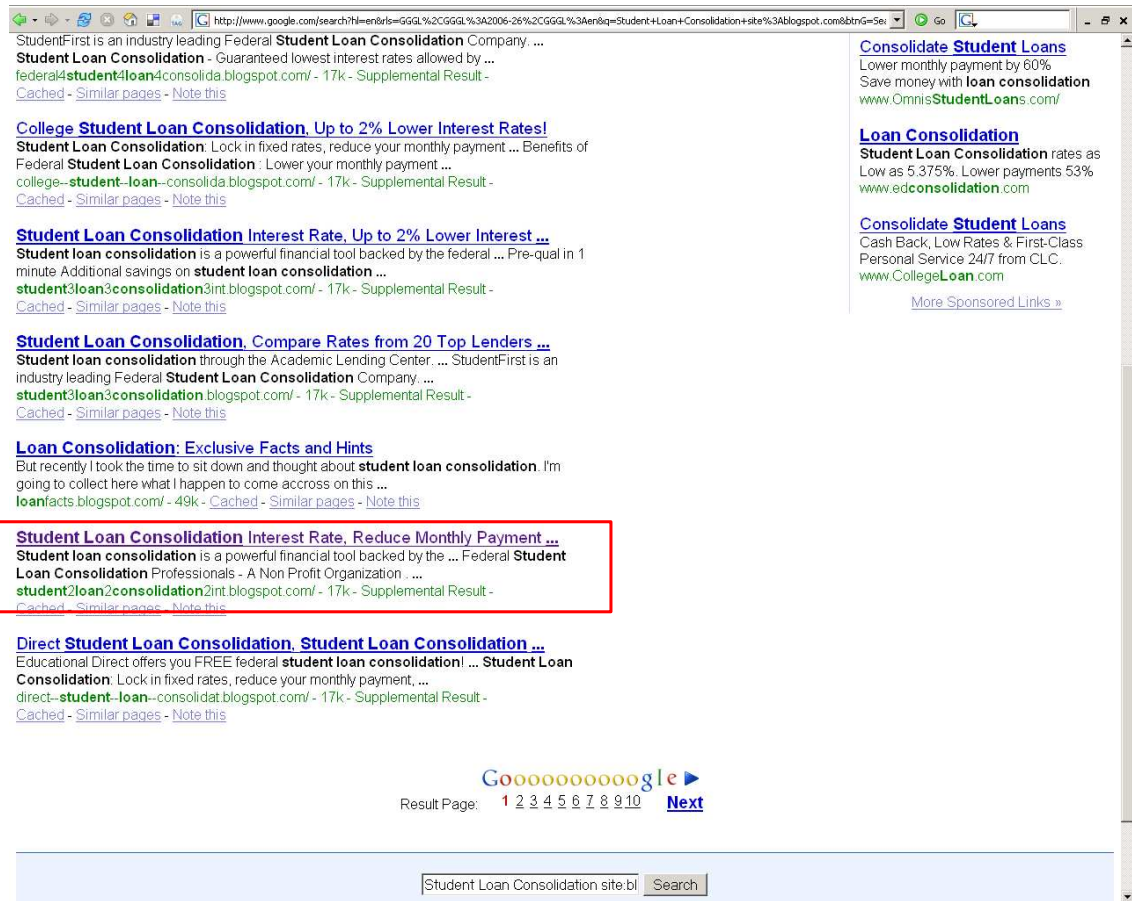 http://www.google.com/search?hl=en&rls=GGGL%2CGGGL%3A2006-26%2CGGGL%3Aen&q=Student+Loan+Consolidation+site%3Ablogspot.com&btnG=Sea
Go
StudentFirst is an industry leading Federal Student Loan Consolidation Company. ...
Student Loan Consolidation - Guaranteed lowest interest rates allowed by ...
federal4student4loan4consolida.blogspot.com/ - 17k - Supplemental Result -
Cached - Similar pages - Note this
College Student Loan Consolidation, Up to 2% Lower Interest Rates!
Student Loan Consolidation: Lock in fixed rates, reduce your monthly payment ... Benefits of
Federal Student Loan Consolidation : Lower your monthly payment ...
college--student--loan--consolida.blogspot.com/ - 17k - Supplemental Result -
Cached - Similar pages - Note this
Student Loan Consolidation Interest Rate, Up to 2% Lower Interest ...
Student loan consolidation is a powerful financial tool backed by the federal ... Pre-qual in 1
minute Additional savings on student loan consolidation ...
student3loan3consolidation3int.blogspot.com/ - 17k - Supplemental Result -
Cached - Similar pages - Note this
Student Loan Consolidation, Compare Rates from 20 Top Lenders ...
Student loan consolidation through the Academic Lending Center. ... StudentFirst is an
industry leading Federal Student Loan Consolidation Company. ...
student3loan3consolidation.blogspot.com/ - 17k - Supplemental Result -
Cached - Similar pages - Note this
Loan Consolidation: Exclusive Facts and Hints
But recently I took the time to sit down and thought about student loan consolidation. I'm
going to collect here what I happen to come accross on this ...
loanfacts.blogspot.com/ - 49k - Cached - Similar pages - Note this
Student Loan Consolidation Interest Rate, Reduce Monthly Payment ...
Student loan consolidation is a powerful financial tool backed by the ... Federal Student
Loan Consolidation Professionals - A Non Profit Organization . ...
student2loan2consolidation2int.blogspot.com/ - 17k - Supplemental Result -
Cached - Similar pages - Note this
Direct Student Loan Consolidation, Student Loan Consolidation ...
Educational Direct offers you FREE federal student loan consolidation! ... Student Loan
Consolidation: Lock in fixed rates, reduce your monthly payment, ...
direct--student--loan--consolidat.blogspot.com/ - 17k - Supplemental Result -
Cached - Similar pages - Note this
Consolidate Student Loans
Lower monthly payment by 60%
Save money with loan consolidation
www.OmnisStudentLoans.com/
Loan Consolidation
Student Loan Consolidation rates as
Low as 5.375%. Lower payments 53%
www.edconsolidation.com
Consolidate Student Loans
Cash Back, Low Rates & First-Class
Personal Service 24/7 from CLC.
www.CollegeLoan.com
More Sponsored Links »
Goooooooooogle
Result Page: 1 2 3 4 5 6 7 8 9 10 Next
Student Loan Consolidation site:bl Search